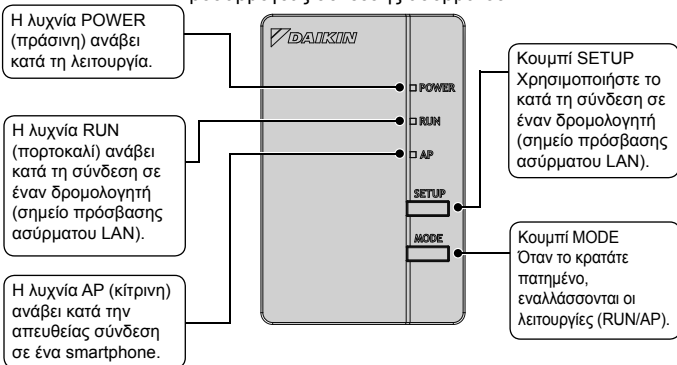 Η λυχνία POWER
(πράσινη) ανάβει
κατά τη λειτουργία.
Η λυχνία RUN
(πορτοκαλί) ανάβει
κατά τη σύνδεση σε
έναν δρομολογητή
(σημείο πρόσβασης
ασύρματου LAN).
Η λυχνία AP (κίτρινη)
ανάβει κατά την
απευθείας σύνδεση
σε ένα smartphone.
DAIKIN
POWER
RUN
AP
SETUP
MODE
Κουμπί SETUP
Χρησιμοποιήστε το
κατά τη σύνδεση σε
έναν δρομολογητή
(σημείο πρόσβασης
ασύρματου LAN).
Κουμπί MODE
Όταν το κρατάτε
πατημένο,
εναλλάσσονται οι
λειτουργίες (RUN/AP).